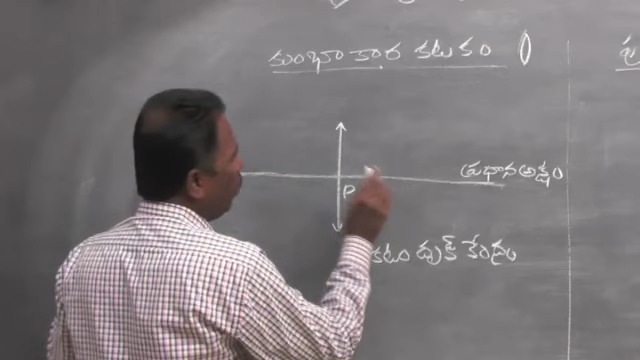 కుంభాకార కటకం ()
ప్రధాన అక్షం
P
కటక దృక్ కేంద్రం